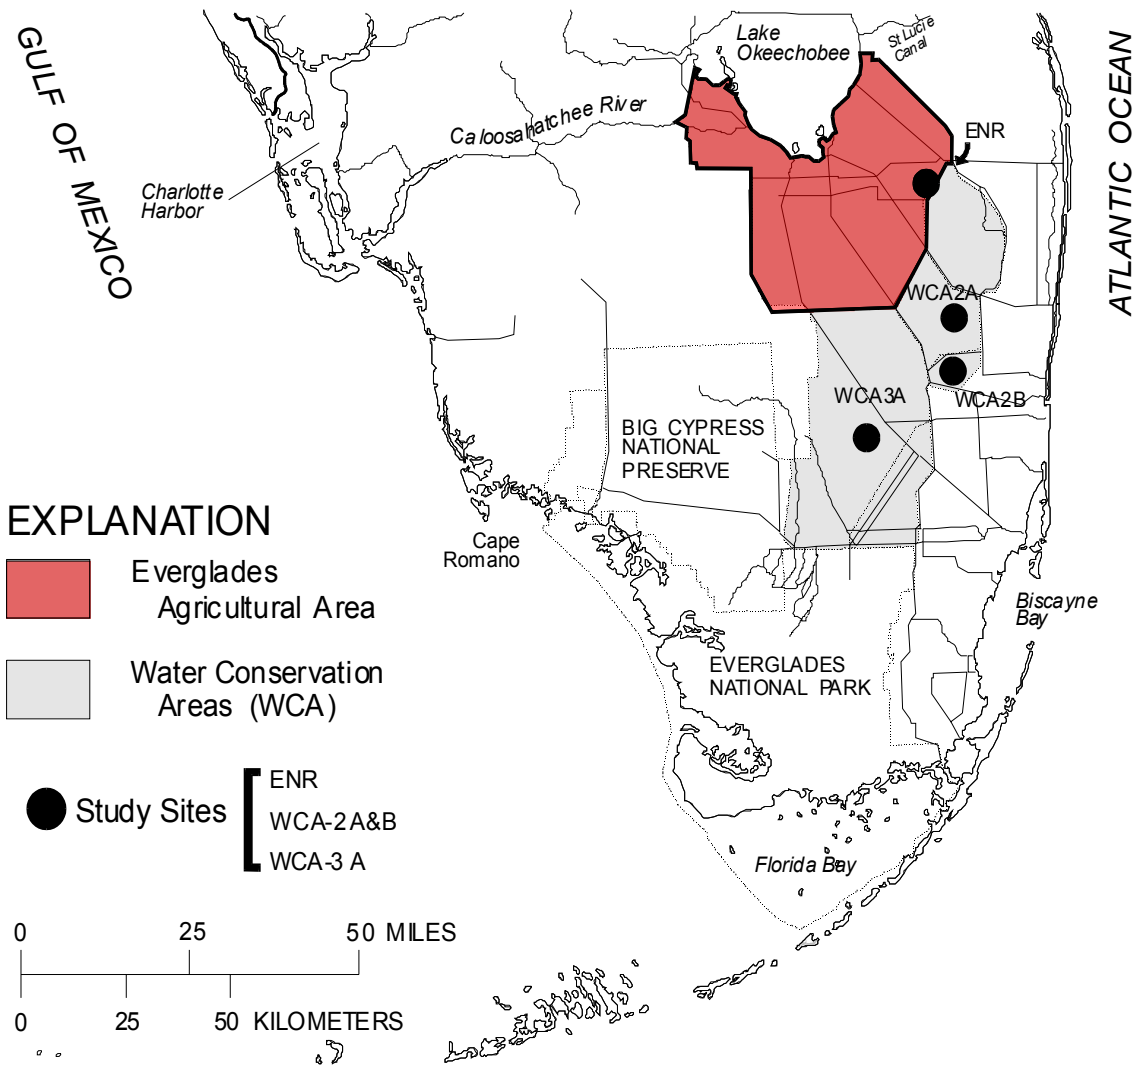 GULF OF MEXICO
Lake
Okeechobee
St Lucie
Canal
ATLANTIC OCEAN
Caloosahatchee River
ENR
Charlotte
Harbor
WCA2A
WCA3A
WCA2B
BIG CYPRESS
NATIONAL
PRESERVE
Cape
Romano
Biscayne
Bay
EVERGLADES
NATIONAL PARK
Florida Bay
EXPLANATION
Everglades
Agricultural Area
Water Conservation
Areas (WCA)
Study Sites
ENR
WCA-2 A&B
WCA-3 A
0 25 50 MILES
0 25 50 KILOMETERS